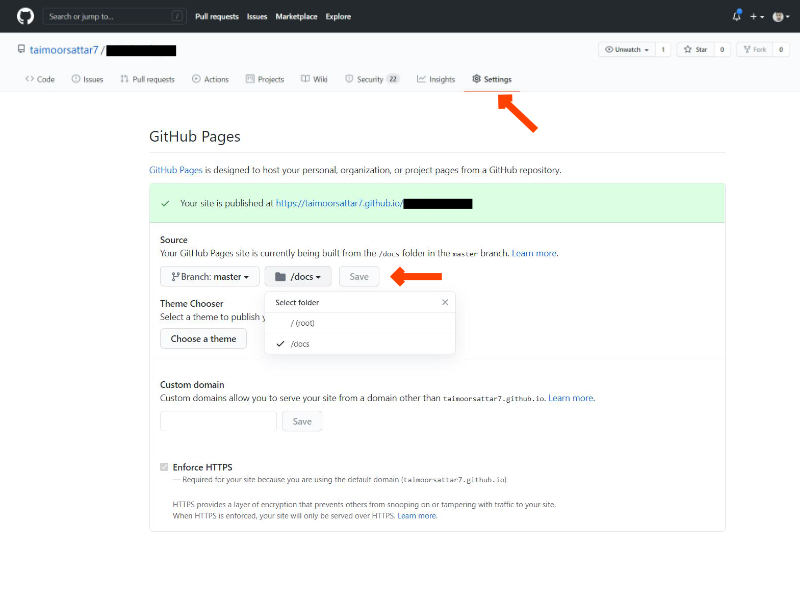 Search or jump to... /
Pull requests Issues Marketplace Explore
taimoorsattar7 /
Unwatch 1 Star 0 Fork 0
Code Issues Pull requests Actions Projects Wiki Security 22 Insights Settings
GitHub Pages
GitHub Pages is designed to host your personal, organization, or project pages from a GitHub repository.
Your site is published at https://taimoorsattar7.github.io/
Source
Your GitHub Pages site is currently being built from the /docs folder in the master branch. Learn more.
Branch: master /docs Save
Select folder
/ (root)
/docs
Theme Chooser
Select a theme to publish y
Choose a theme
Custom domain
Custom domains allow you to serve your site from a domain other than taimoorsattar7.github.io. Learn more.
Save
Enforce HTTPS
— Required for your site because you are using the default domain (taimoorsattar7.github.io)
HTTPS provides a layer of encryption that prevents others from snooping on or tampering with traffic to your site.
When HTTPS is enforced, your site will only be served over HTTPS. Learn more.